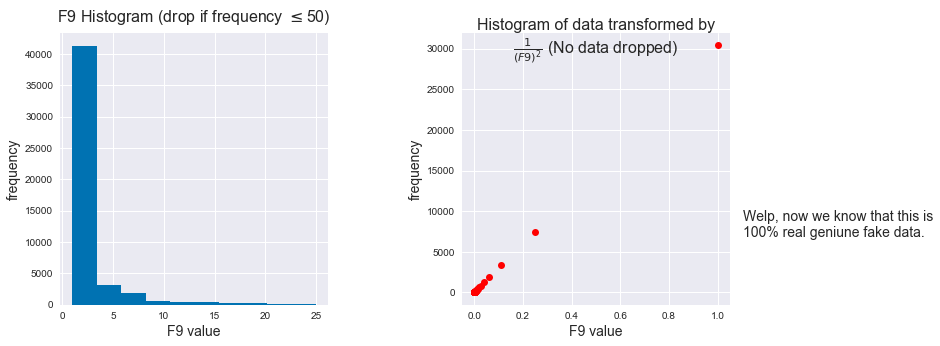 F9 Histogram (drop if frequency ≤50)
frequency
40000
35000
30000
25000
20000
15000
10000
5000
0
0 5 10 15 20 25
F9 value
Histogram of data transformed by
1/(F9)² (No data dropped)
frequency
30000
25000
20000
15000
10000
5000
0
0.0 0.2 0.4 0.6 0.8 1.0
F9 value
Welp, now we know that this is
100% real geniune fake data.